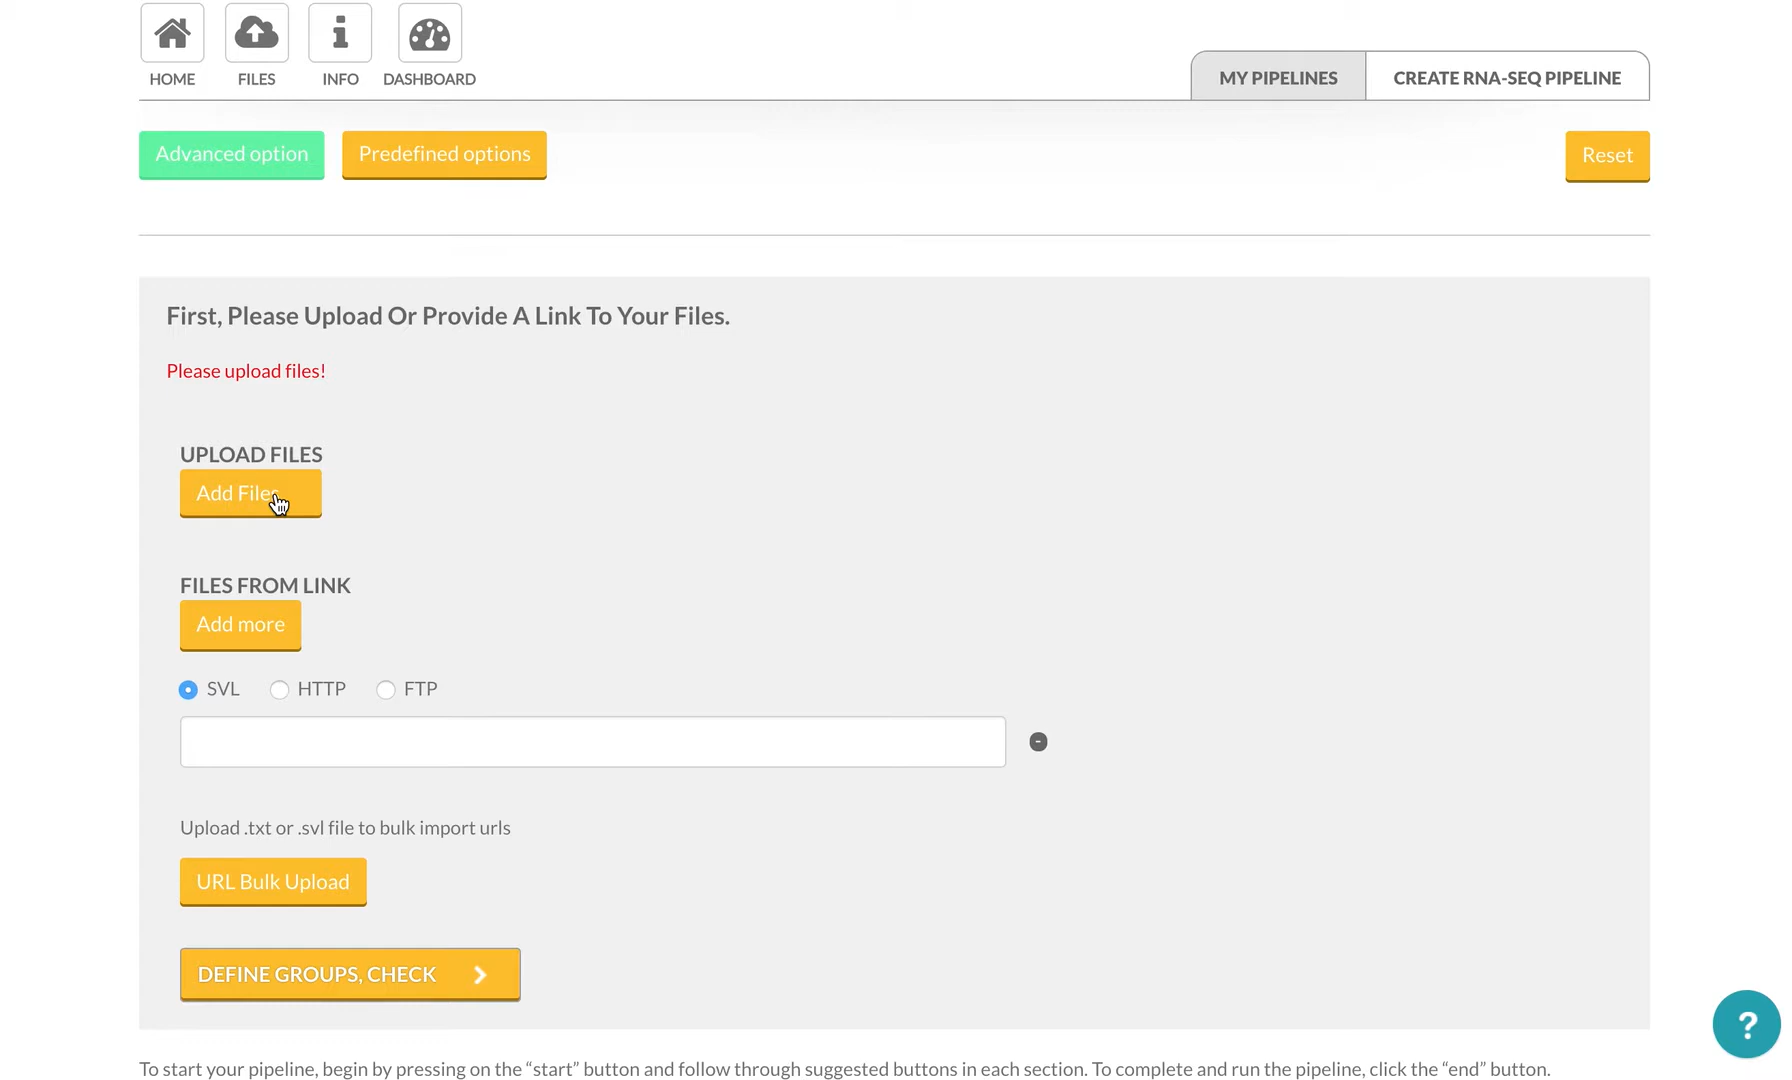 HOME
FILES
INFO
DASHBOARD
MY PIPELINES
CREATE RNA-SEQ PIPELINE
Advanced option
Predefined options
Reset
First, Please Upload Or Provide A Link To Your Files.
Please upload files!
UPLOAD FILES
Add Files
FILES FROM LINK
Add more
SVL
HTTP
FTP
-
Upload .txt or .svl file to bulk import urls
URL Bulk Upload
DEFINE GROUPS, CHECK
?
To start your pipeline, begin by pressing on the “start” button and follow through suggested buttons in each section. To complete and run the pipeline, click the “end” button.